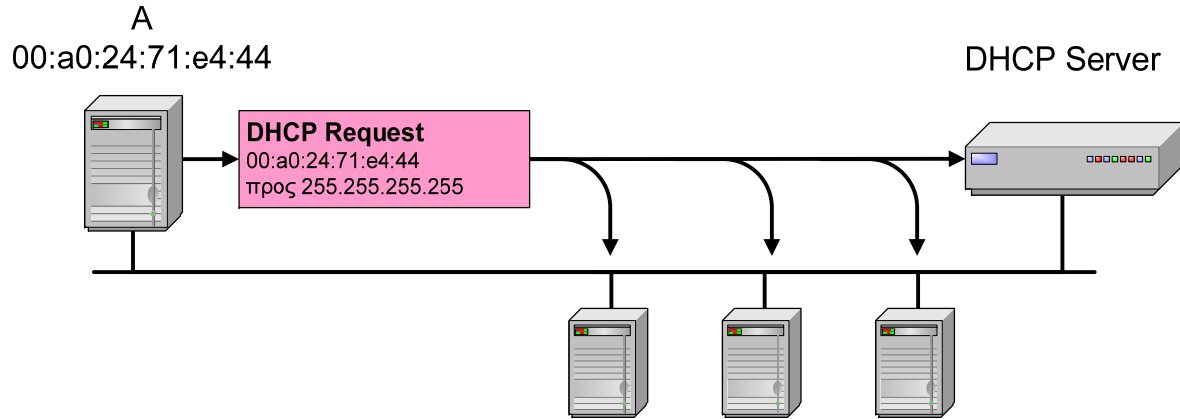 A
00:a0:24:71:e4:44
DHCP Server
DHCP Request
00:a0:24:71:e4:44
προς 255.255.255.255